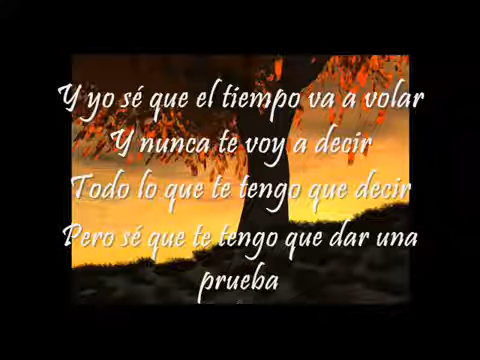 Y yo sé que el tiempo va a volar
Y nunca te voy a decir
Todo lo que te tengo que decir
Pero sé que te tengo que dar una
prueba